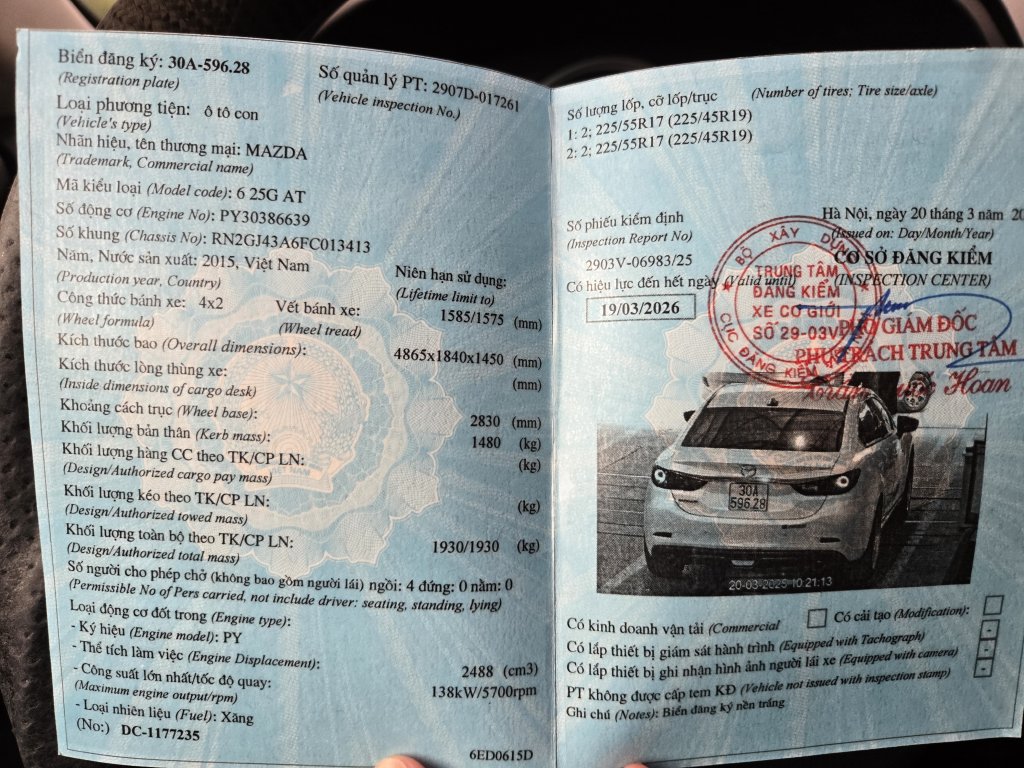 Biển đăng ký: 30A-596.28
(Registration plate)
Số quản lý PT: 2907D-017261
(Vehicle inspection No.)
Loại phương tiện: ô tô con
(Vehicle's type)
Nhãn hiệu, tên thương mại: MAZDA
(Trademark, Commercial name)
Mã kiểu loại (Model code): 6 25G AT
Số động cơ (Engine No): PY30386639
Số khung (Chassis No): RN2GJ43A6FC013413
Năm, Nước sản xuất: 2015, Việt Nam
(Production year, Country)
Niên hạn sử dụng:
(Lifetime limit to)
Công thức bánh xe: 4x2
(Wheel formula)
Vết bánh xe: 1585/1575 (mm)
(Wheel tread)
Kích thước bao (Overall dimensions): 4865x1840x1450 (mm)
Kích thước lòng thùng xe: (mm)
(Inside dimensions of cargo desk)
Khoảng cách trục (Wheel base): 2830 (mm)
Khối lượng bản thân (Kerb mass): 1480 (kg)
Khối lượng hàng CC theo TK/CP LN: (kg)
(Design/Authorized cargo pay mass)
Khối lượng kéo theo TK/CP LN: (kg)
(Design/Authorized towed mass)
Khối lượng toàn bộ theo TK/CP LN: 1930/1930 (kg)
(Design/Authorized total mass)
Số người cho phép chở (không bao gồm người lái) ngồi: 4 đứng: 0 nằm: 0
(Permissible No of Pers carried, not include driver: seating, standing, lying)
Loại động cơ đốt trong (Engine type):
- Ký hiệu (Engine model): PY
- Thể tích làm việc (Engine Displacement): 2488 (cm3)
- Công suất lớn nhất/tốc độ quay: 138kW/5700rpm
(Maximum engine output/rpm)
- Loại nhiên liệu (Fuel): Xăng
(No:) DC-1177235
6ED0615D
Số lượng lốp, cỡ lốp/trục (Number of tires; Tire size/axle)
1: 2; 225/55R17 (225/45R19)
2: 2; 225/55R17 (225/45R19)
Số phiếu kiểm định
(Inspection Report No)
2903V-06983/25
Có hiệu lực đến hết ngày (Valid until)
19/03/2026
Hà Nội, ngày 20 tháng 3 năm 20
(Issued on: Day/Month/Year)
CƠ SỞ ĐĂNG KIỂM
(INSPECTION CENTER)
BỘ XÂY DỰNG
TRUNG TÂM
ĐĂNG KIỂM
XE CƠ GIỚI
SỐ 29-03V
CỤC ĐĂNG KIỂM
PHÓ GIÁM ĐỐC
PHỤ TRÁCH TRUNG TÂM
Hoan
30A
596.28
20-03-2025 10:21:13
Có kinh doanh vận tải (Commercial
Có cải tạo (Modification):
Có lắp thiết bị giám sát hành trình (Equipped with Tachograph)
Có lắp thiết bị ghi nhận hình ảnh người lái xe (Equipped with camera)
PT không được cấp tem KĐ (Vehicle not issued with inspection stamp)
Ghi chú (Notes): Biển đăng ký nền trắng